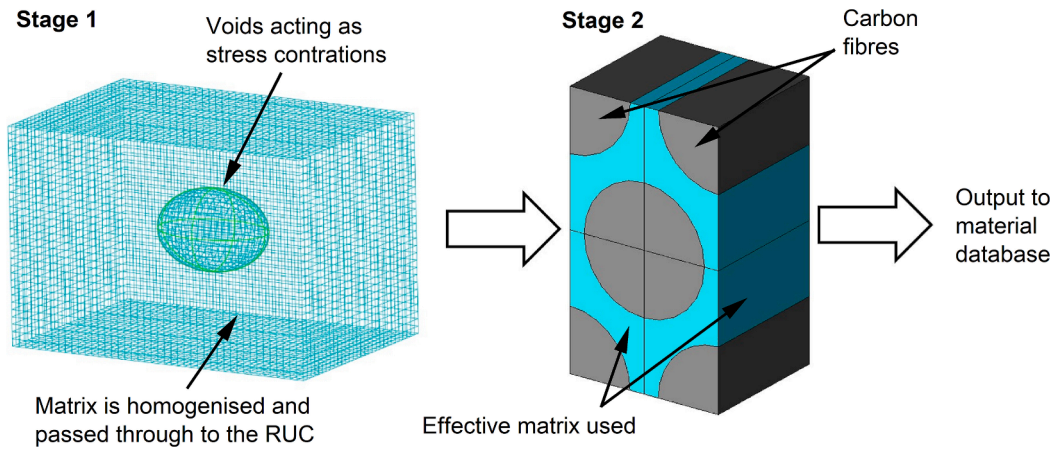 Stage 1
Voids acting as
stress contrations
Matrix is homogenised and
passed through to the RUC
Stage 2
Carbon
fibres
Effective matrix used
Output to
material
database